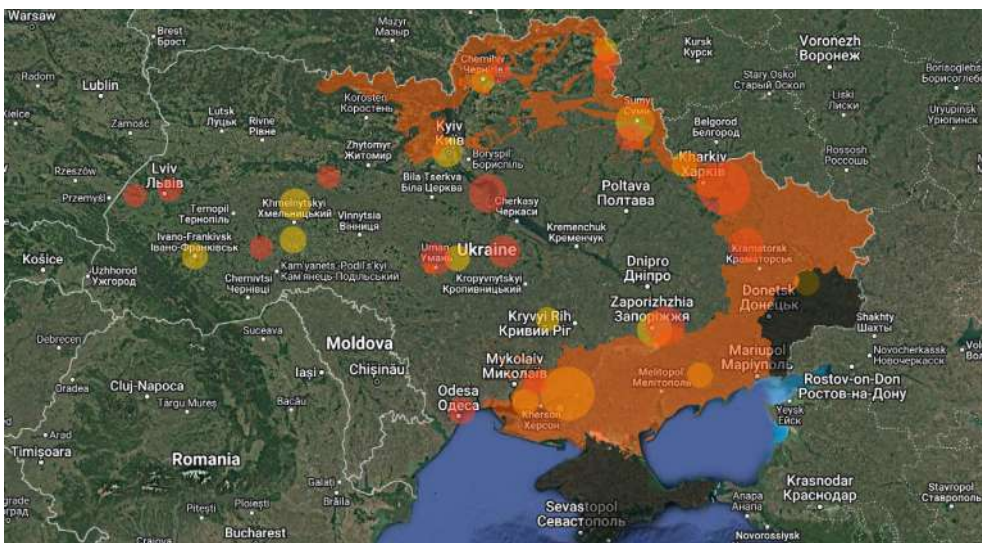 Warsaw
Brest
Брэст
Mazyr
Мазыр
Kursk
Курск
Voronezh
Воронеж
Radom
Lublin
Chernihiv
Чернігів
Stary Oskol
Старый Оскол
Liski
Лиски
Borisoglebs
Борисоглебс
Kielce
Zamość
Lutsk
Луцьк
Rivne
Рівне
Korosten
Коростень
Sumy
Суми
Belgorod
Белгород
Uryupinsk
Урюпинск
Rossosh
Россошь
Kyiv
Київ
Zhytomyr
Житомир
Boryspil
Бориспіль
Kharkiv
Харків
Rzeszów
Przemyśl
Lviv
Львів
Bila Tserkva
Біла Церква
Poltava
Полтава
Ternopil
Тернопіль
Khmelnytskyi
Хмельницький
Vinnytsia
Вінниця
Cherkasy
Черкаси
Kremenchuk
Кременчук
Ivano-Frankivsk
Івано-Франківськ
Uman
Умань
Ukraine
Kramatorsk
Краматорськ
Košice
Uzhhorod
Ужгород
Chernivtsi
Чернівці
Kam'yanets-Podil's'kyi
Кам'янець-Подільський
Kropyvnytskyi
Кропивницький
Dnipro
Дніпро
Donetsk
Донецьк
Zaporizhzhia
Запоріжжя
Kryvyi Rih
Кривий Ріг
Shakhty
Шахты
Debrecen
Suceava
Moldova
Iași
Chișinău
Mykolaiv
Миколаїв
Melitopol
Мелітополь
Mariupol
Маріуполь
Novocherkassk
Новочеркасск
Oradea
Cluj-Napoca
Târgu Mureș
Bacău
Odesa
Одеса
Kherson
Херсон
Rostov-on-Don
Ростов-на-Дону
Yeysk
Ейск
Arad
Timișoara
Romania
Galați
Brăila
Sevastopol
Севастополь
Krasnodar
Краснодар
Stavropol
Ставрополь
Анапа
Anapa
Pitești
Ploiești
Bucharest
Craiova
Novorossiysk